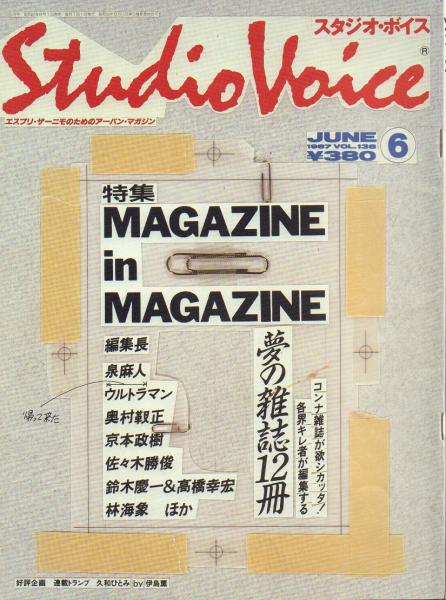 スタジオ・ボイス
Studio Voice
®
エスプリ・ザーニモのためのアーバン・マガジン
JUNE
1987 VOL.138
¥380
6
特集
MAGAZINE
in
MAGAZINE
編集長
泉麻人
ウルトラマン
帰って来た
奥村靫正
京本政樹
佐々木勝俊
鈴木慶一&高橋幸宏
林海象 ほか
コンナ雑誌が欲シカッタ!
各界キレ者が編集する
夢の雑誌12冊
好評企画 連載トランプ 久和ひとみ by 伊島薫